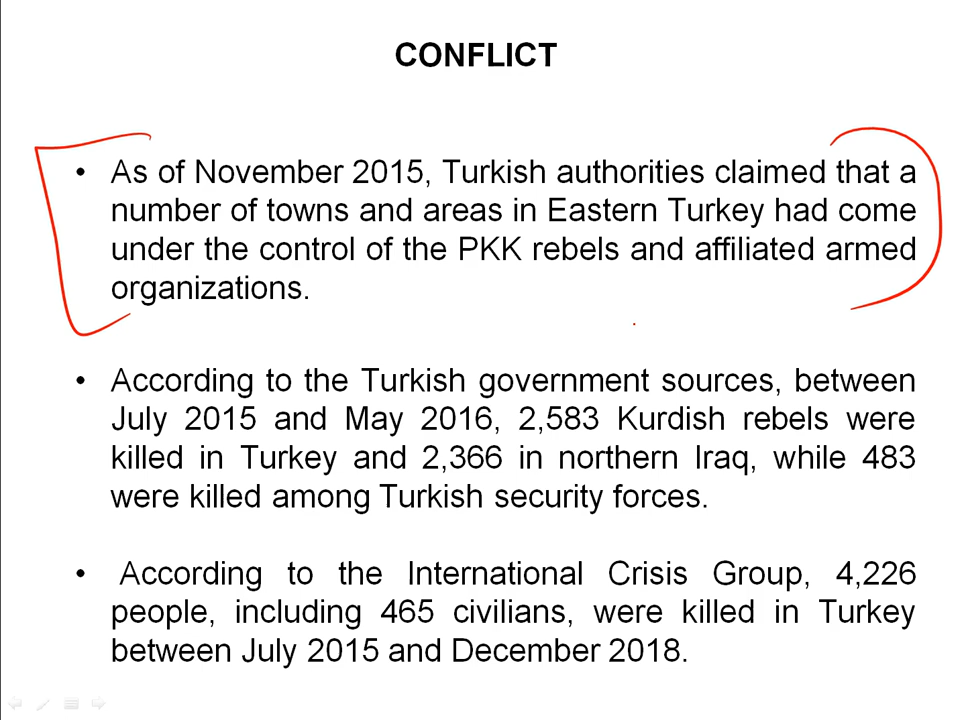 CONFLICT
• As of November 2015, Turkish authorities claimed that a
number of towns and areas in Eastern Turkey had come
under the control of the PKK rebels and affiliated armed
organizations.
• According to the Turkish government sources, between
July 2015 and May 2016, 2,583 Kurdish rebels were
killed in Turkey and 2,366 in northern Iraq, while 483
were killed among Turkish security forces.
• According to the International Crisis Group, 4,226
people, including 465 civilians, were killed in Turkey
between July 2015 and December 2018.